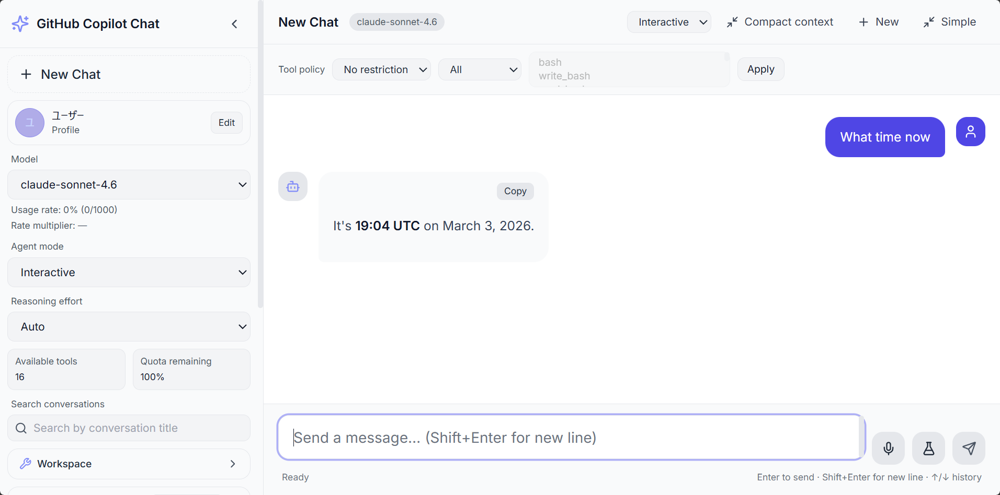 GitHub Copilot Chat
New Chat
ユ
ユーザー
Profile
Edit
Model
claude-sonnet-4.6
Usage rate: 0% (0/1000)
Rate multiplier: —
Agent mode
Interactive
Reasoning effort
Auto
Available tools
16
Quota remaining
100%
Search conversations
Search by conversation title
Workspace
New Chat
claude-sonnet-4.6
Interactive
Compact context
New
Simple
Tool policy
No restriction
All
bash
write_bash
Apply
What time now
Copy
It's 19:04 UTC on March 3, 2026.
Send a message... (Shift+Enter for new line)
Ready
Enter to send · Shift+Enter for new line · ↑/↓ history